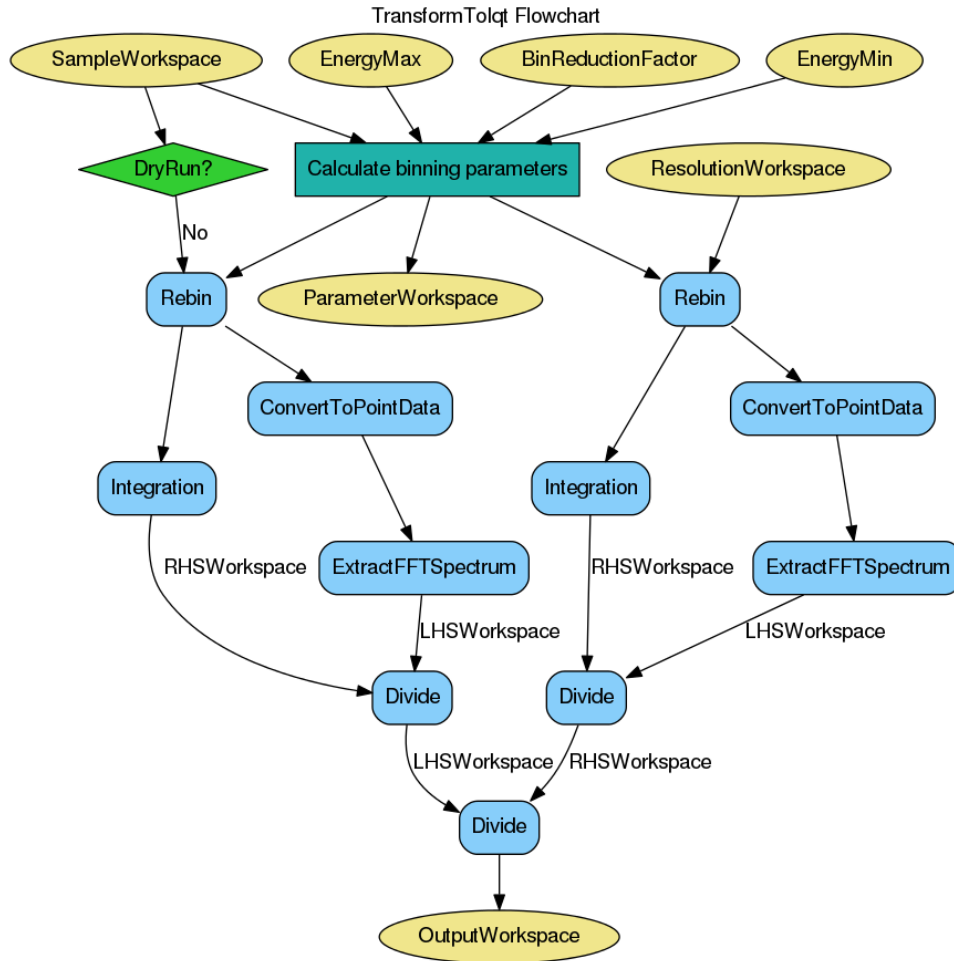 TransformToIqt Flowchart
SampleWorkspace
EnergyMax
BinReductionFactor
EnergyMin
DryRun?
Calculate binning parameters
ResolutionWorkspace
No
Rebin
ParameterWorkspace
Rebin
ConvertToPointData
ConvertToPointData
Integration
Integration
RHSWorkspace
ExtractFFTSpectrum
RHSWorkspace
ExtractFFTSpectrum
LHSWorkspace
LHSWorkspace
Divide
Divide
LHSWorkspace
RHSWorkspace
Divide
OutputWorkspace